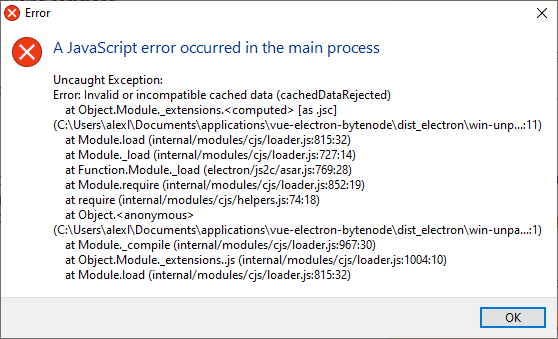 Error
A JavaScript error occurred in the main process
Uncaught Exception:
Error: Invalid or incompatible cached data (cachedDataRejected)
at Object.Module._extensions.<computed> [as .jsc]
(C:\Users\alexl\Documents\applications\vue-electron-bytenode\dist_electron\win-unp...:11)
at Module.load (internal/modules/cjs/loader.js:815:32)
at Module._load (internal/modules/cjs/loader.js:727:14)
at Function.Module._load (electron/js2c/asar.js:769:28)
at Module.require (internal/modules/cjs/loader.js:852:19)
at require (internal/modules/cjs/helpers.js:74:18)
at Object.<anonymous>
(C:\Users\alexl\Documents\applications\vue-electron-bytenode\dist_electron\win-unpa...:1)
at Module._compile (internal/modules/cjs/loader.js:967:30)
at Object.Module._extensions..js (internal/modules/cjs/loader.js:1004:10)
at Module.load (internal/modules/cjs/loader.js:815:32)
OK